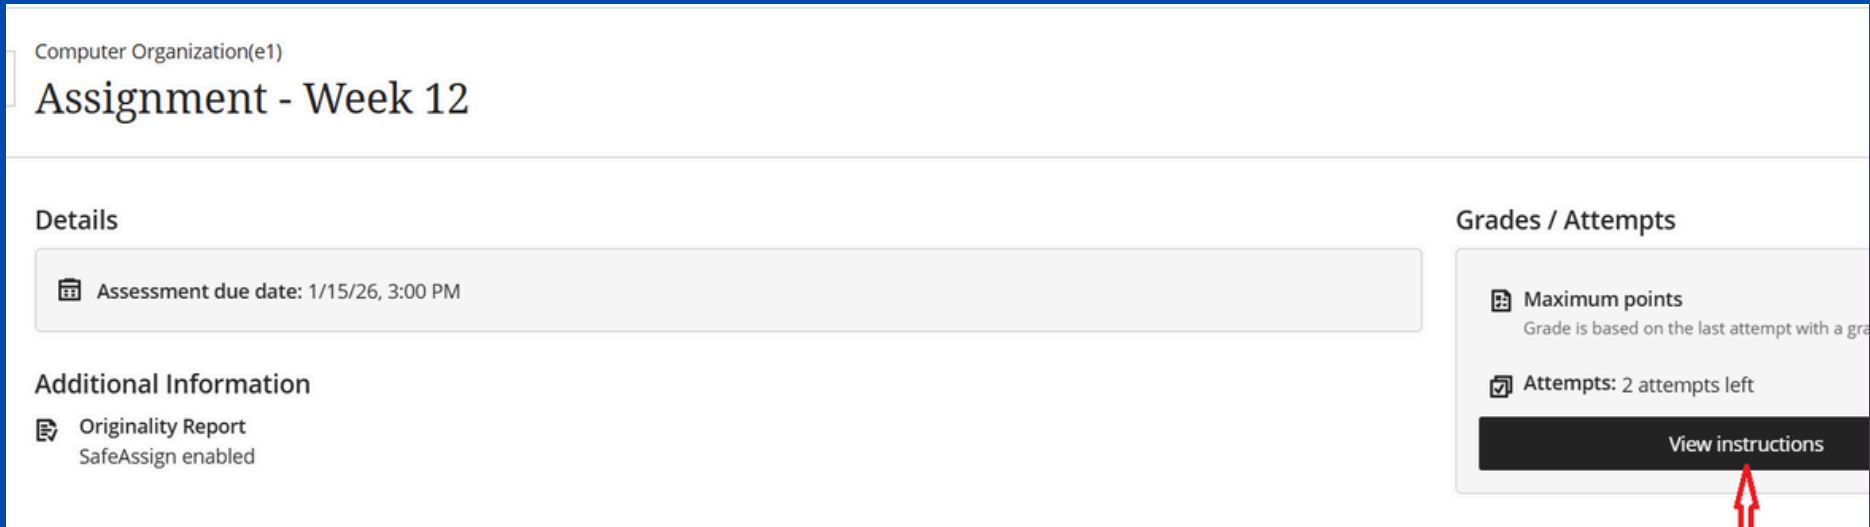 Computer Organization(e1)
Assignment - Week 12
Details
Assessment due date: 1/15/26, 3:00 PM
Additional Information
Originality Report
SafeAssign enabled
Grades / Attempts
Maximum points
Grade is based on the last attempt with a
Attempts: 2 attempts left
View instructions